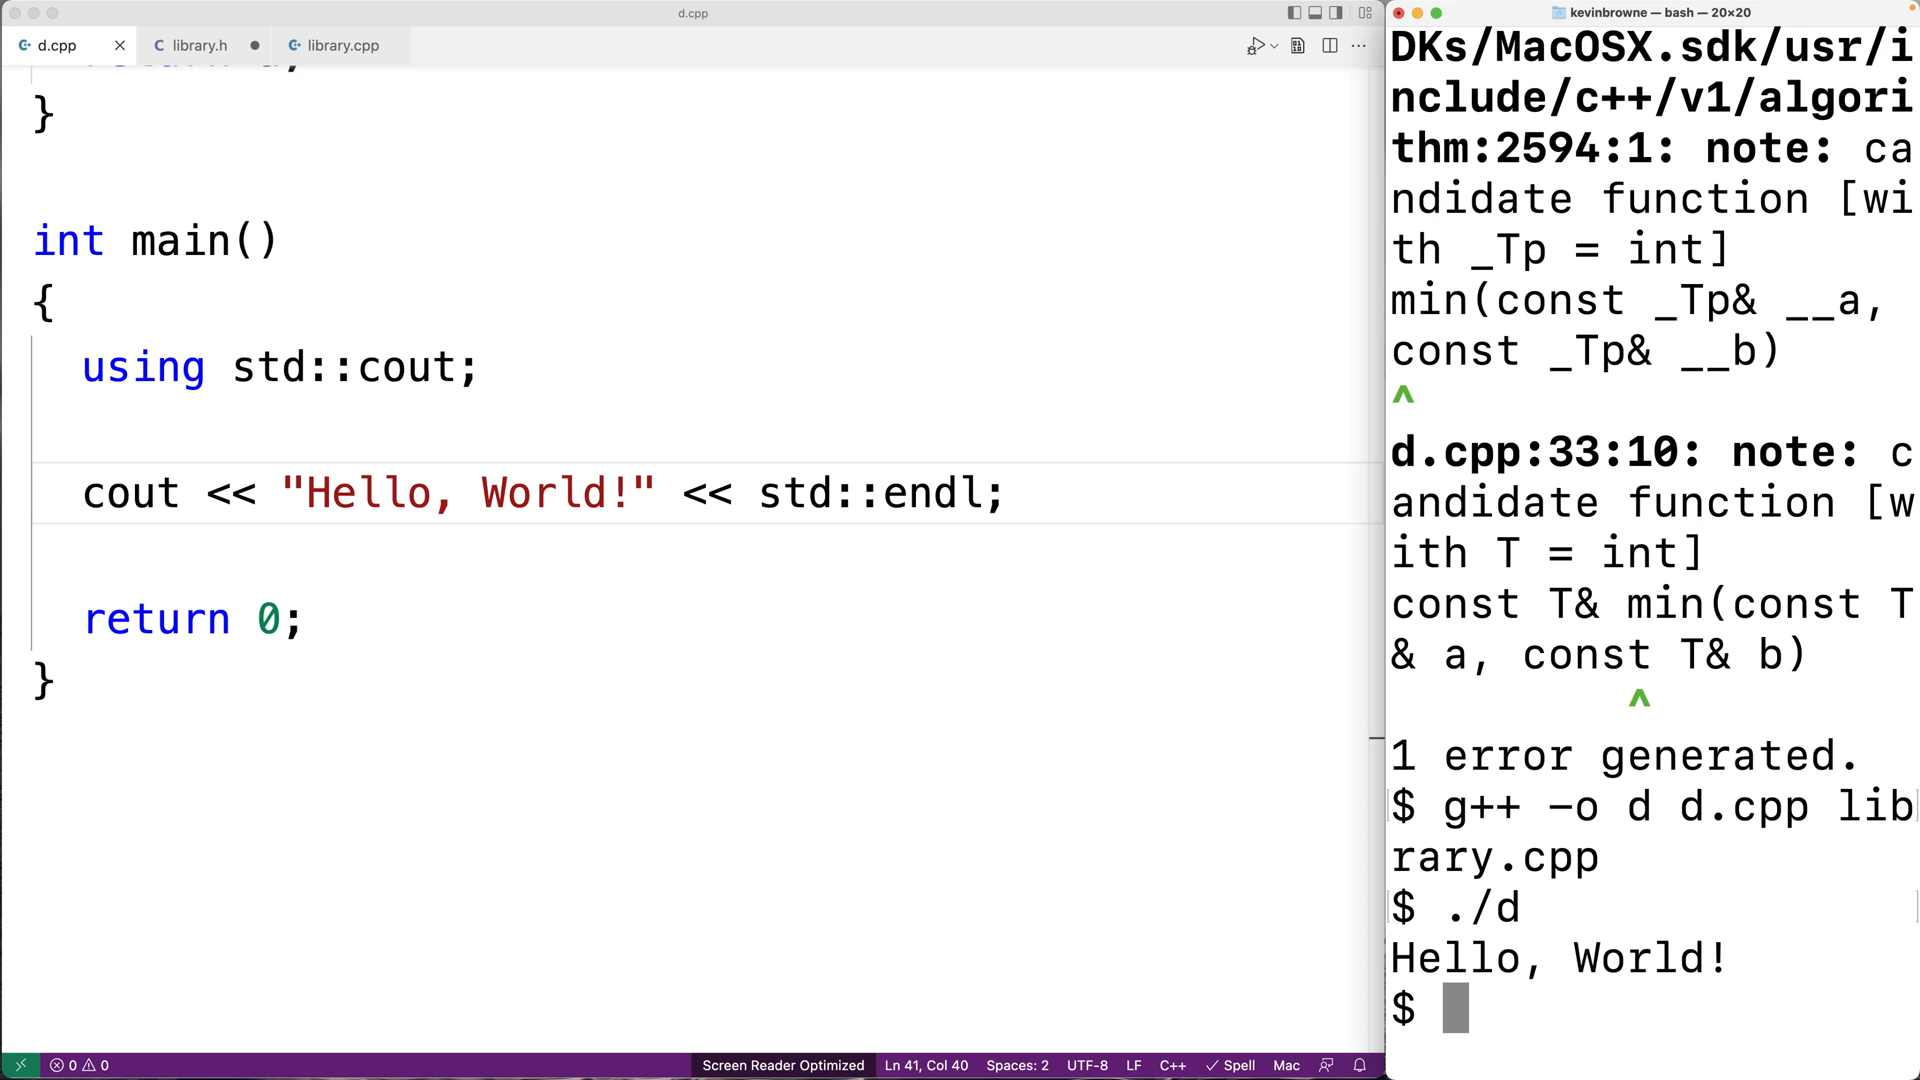 d.cpp
d.cpp
library.h
library.cpp
}
int main()
{
using std::cout;
cout << "Hello, World!" << std::endl;
return 0;
}
0 0
Screen Reader Optimized
Ln 41, Col 40
Spaces: 2
UTF-8
LF
C++
Spell
Mac
kevinbrowne — bash — 20×20
DKs/MacOSX.sdk/usr/i
nclude/c++/v1/algori
thm:2594:1: note: ca
ndidate function [wi
th _Tp = int]
min(const _Tp& __a,
const _Tp& __b)
^
d.cpp:33:10: note: c
andidate function [w
ith T = int]
const T& min(const T
& a, const T& b)
^
1 error generated.
$ g++ -o d d.cpp lib
rary.cpp
$ ./d
Hello, World!
$